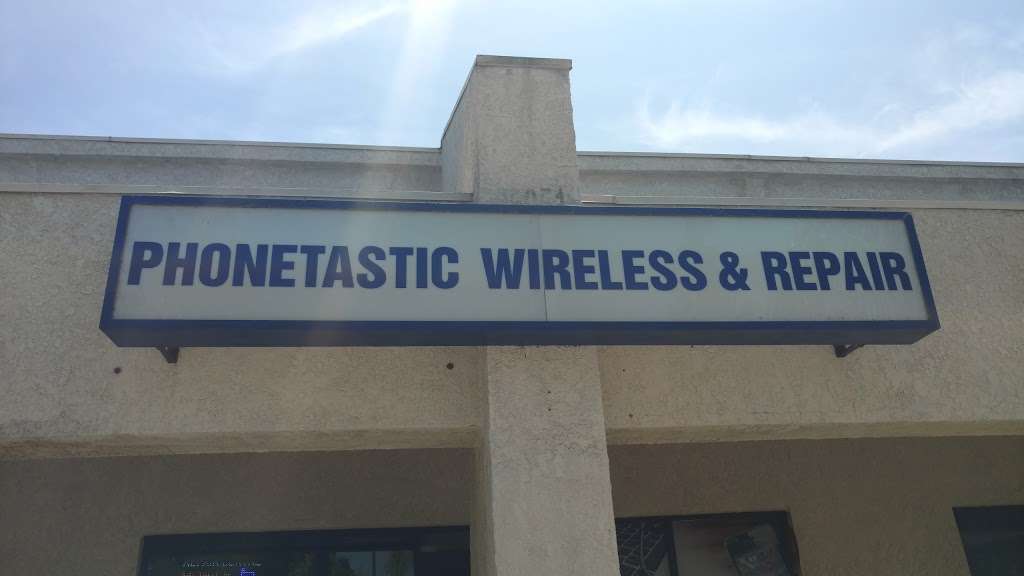 PHONETASTIC WIRELESS & REPAIR